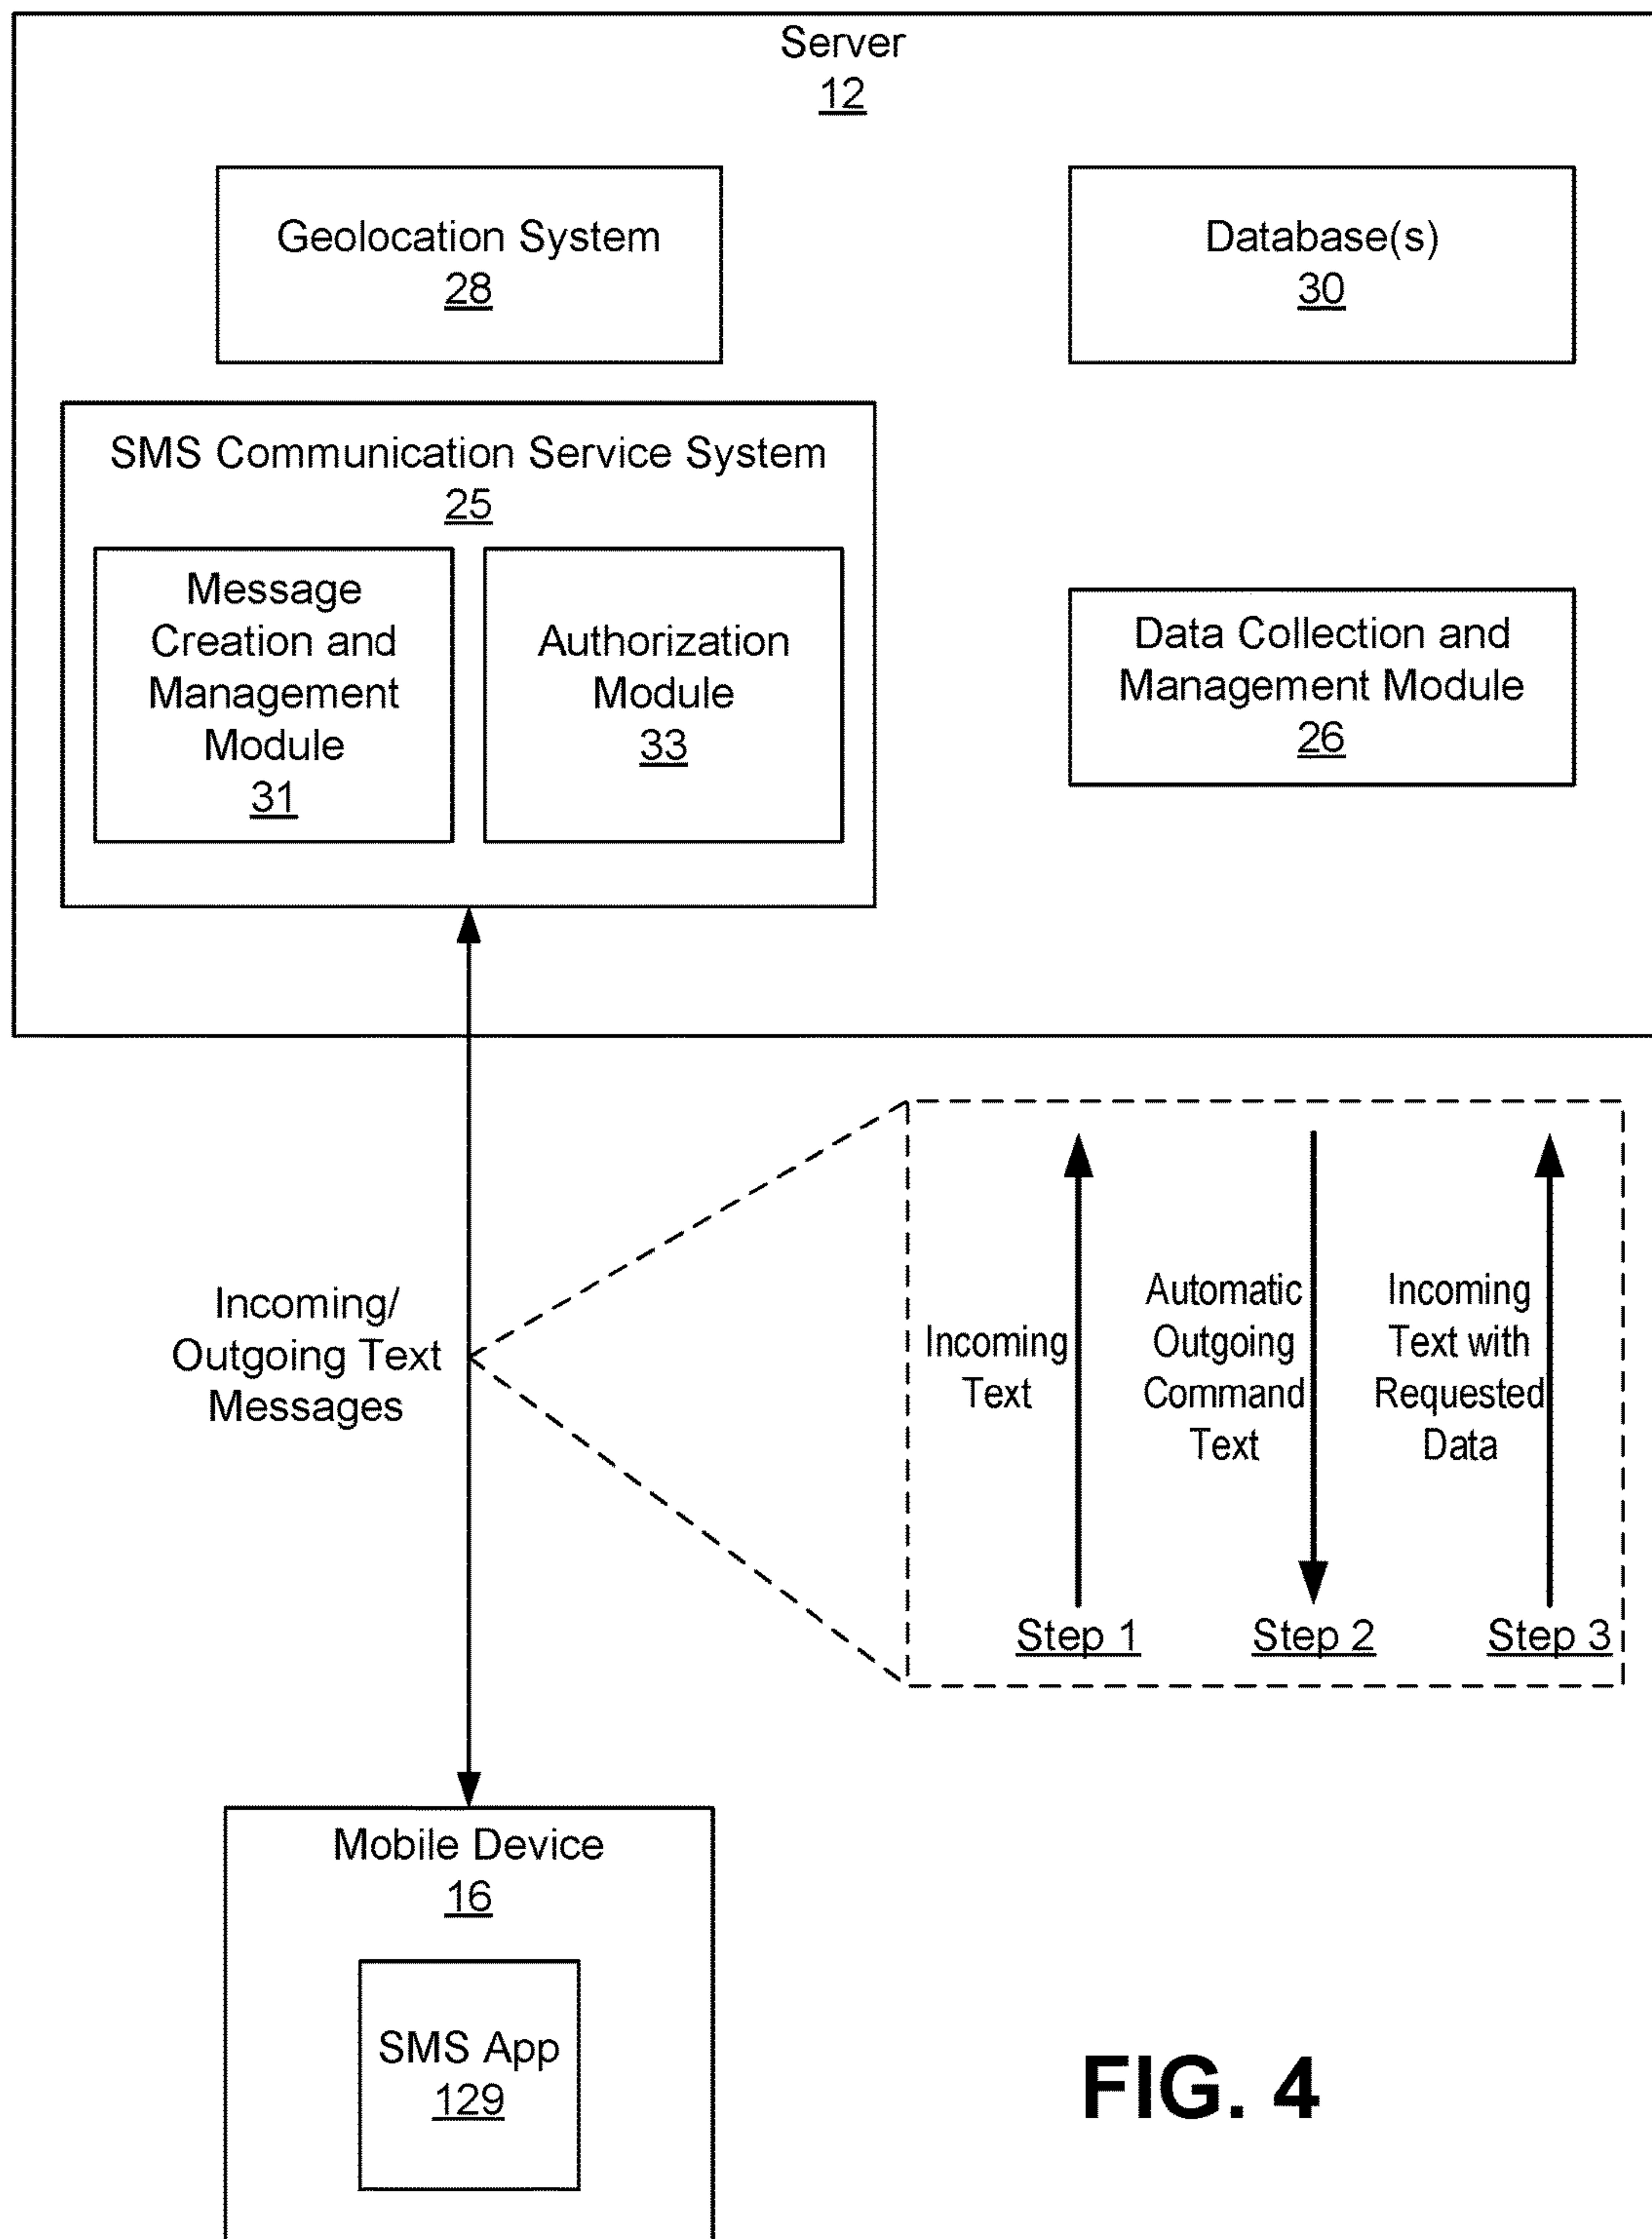 Server
12
Geolocation System
28
Database(s)
30
SMS Communication Service System
25
Message
Creation and
Management
Module
31
Authorization
Module
33
Data Collection and
Management Module
26
Incoming/
Outgoing Text
Messages
Incoming
Text
Automatic
Outgoing
Command
Text
Incoming
Text with
Requested
Data
Step 1
Step 2
Step 3
Mobile Device
16
SMS App
129
FIG. 4